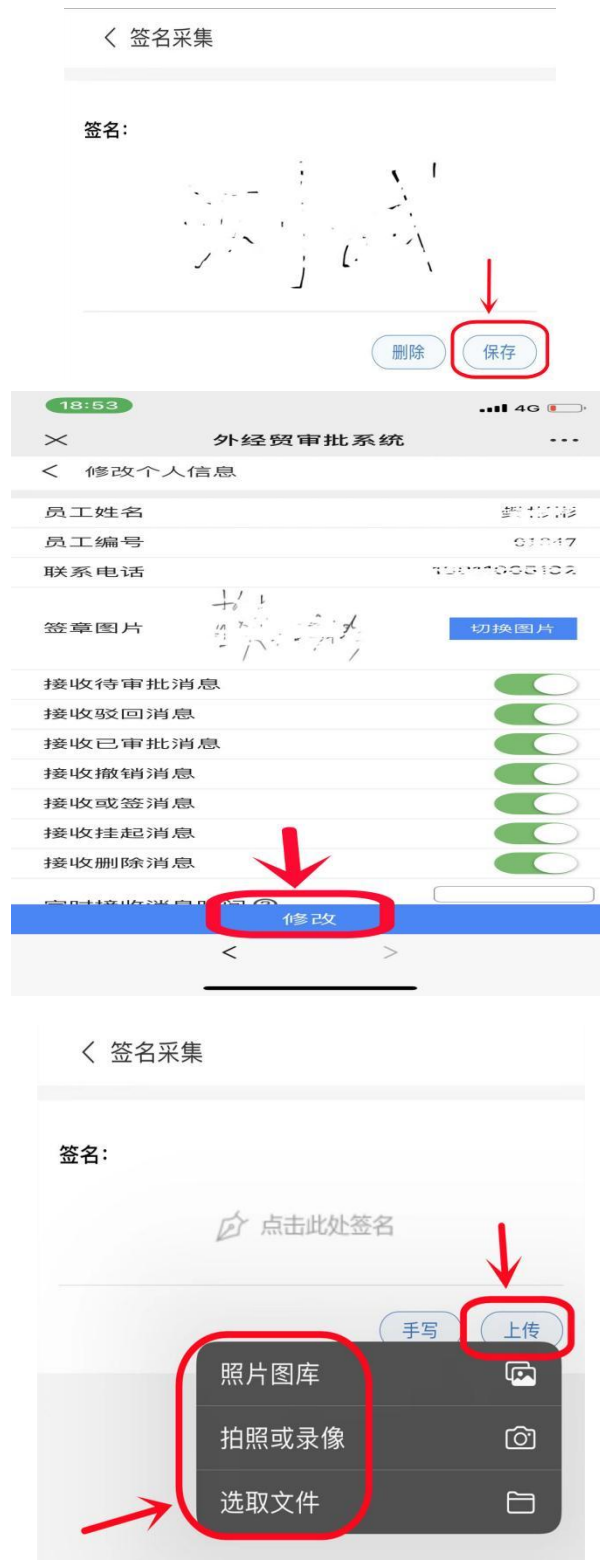 签名采集
签名：
删除 保存
18:53 4G
外经贸审批系统
修改个人信息
员工姓名
员工编号
联系电话
签章图片 切换图片
接收待审批消息
接收驳回消息
接收已审批消息
接收撤销消息
接收或签消息
接收挂起消息
接收删除消息
修改
签名采集
签名：
点击此处签名
手写 上传
照片图库
拍照或录像
选取文件